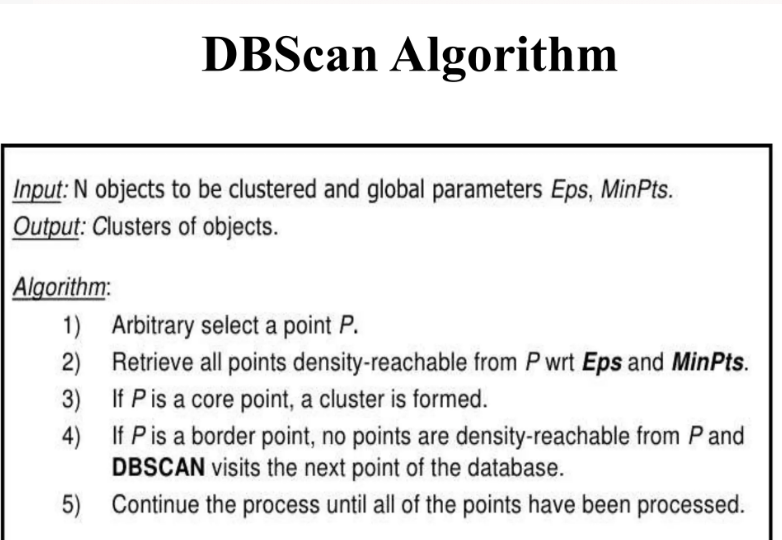 DBScan Algorithm
Input: N objects to be clustered and global parameters Eps, MinPts.
Output: Clusters of objects.
Algorithm:
1) Arbitrary select a point P.
2) Retrieve all points density-reachable from P wrt Eps and MinPts.
3) If P is a core point, a cluster is formed.
4) If P is a border point, no points are density-reachable from P and
DBSCAN visits the next point of the database.
5) Continue the process until all of the points have been processed.